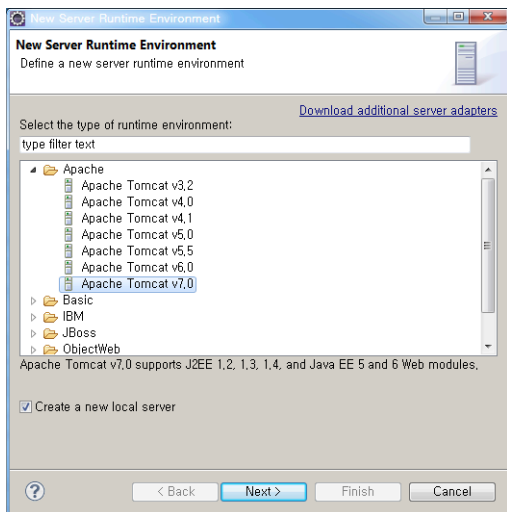 New Server Runtime Environment
New Server Runtime Environment
Define a new server runtime environment
Download additional server adapters
Select the type of runtime environment:
type filter text
Apache
Apache Tomcat v3.2
Apache Tomcat v4.0
Apache Tomcat v4.1
Apache Tomcat v5.0
Apache Tomcat v5.5
Apache Tomcat v6.0
Apache Tomcat v7.0
Basic
IBM
JBoss
ObjectWeb
Apache Tomcat v7.0 supports J2EE 1.2, 1.3, 1.4, and Java EE 5 and 6 Web modules.
Create a new local server
? < Back Next > Finish Cancel